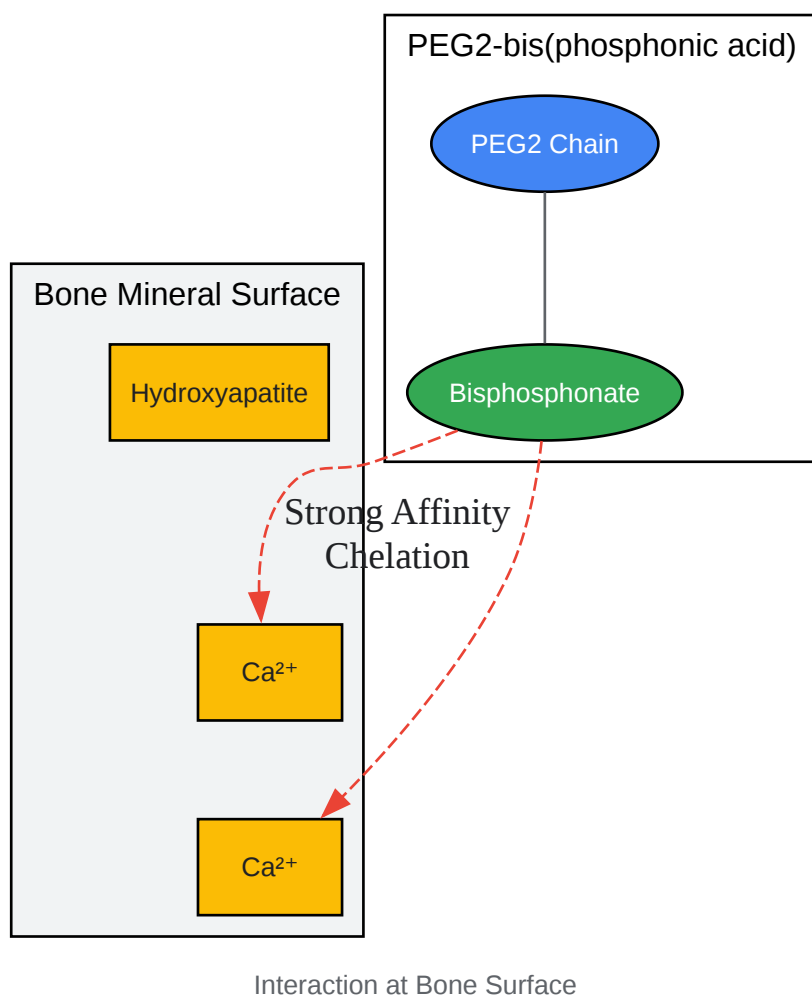 PEG2-bis(phosphonic acid)
PEG2 Chain
Bone Mineral Surface
Hydroxyapatite
Bisphosphonate
Strong Affinity
Chelation
Ca²⁺
Ca²⁺
Interaction at Bone Surface